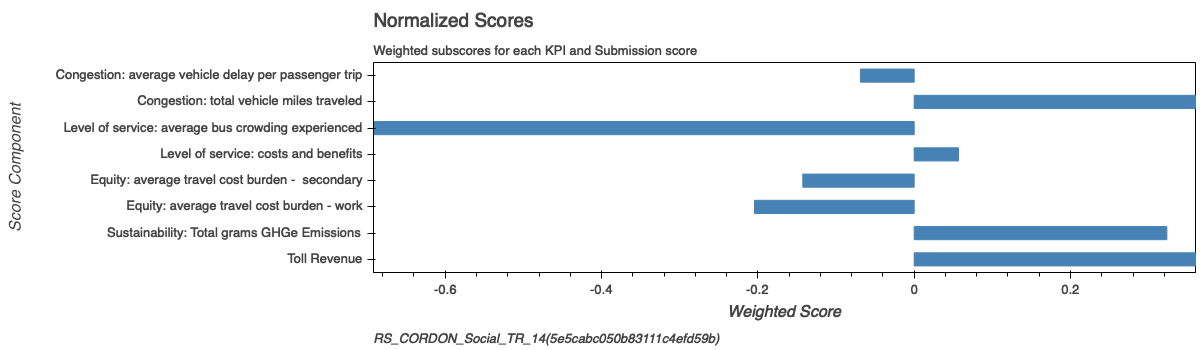 Normalized Scores
Weighted subscores for each KPI and Submission score
Score Component
Congestion: average vehicle delay per passenger trip
Congestion: total vehicle miles traveled
Level of service: average bus crowding experienced
Level of service: costs and benefits
Equity: average travel cost burden -  secondary
Equity: average travel cost burden - work
Sustainability: Total grams GHGe Emissions
Toll Revenue
-0.6 -0.4 -0.2 0 0.2
Weighted Score
RS_CORDON_Social_TR_14(5e5cabc050b83111c4efd59b)